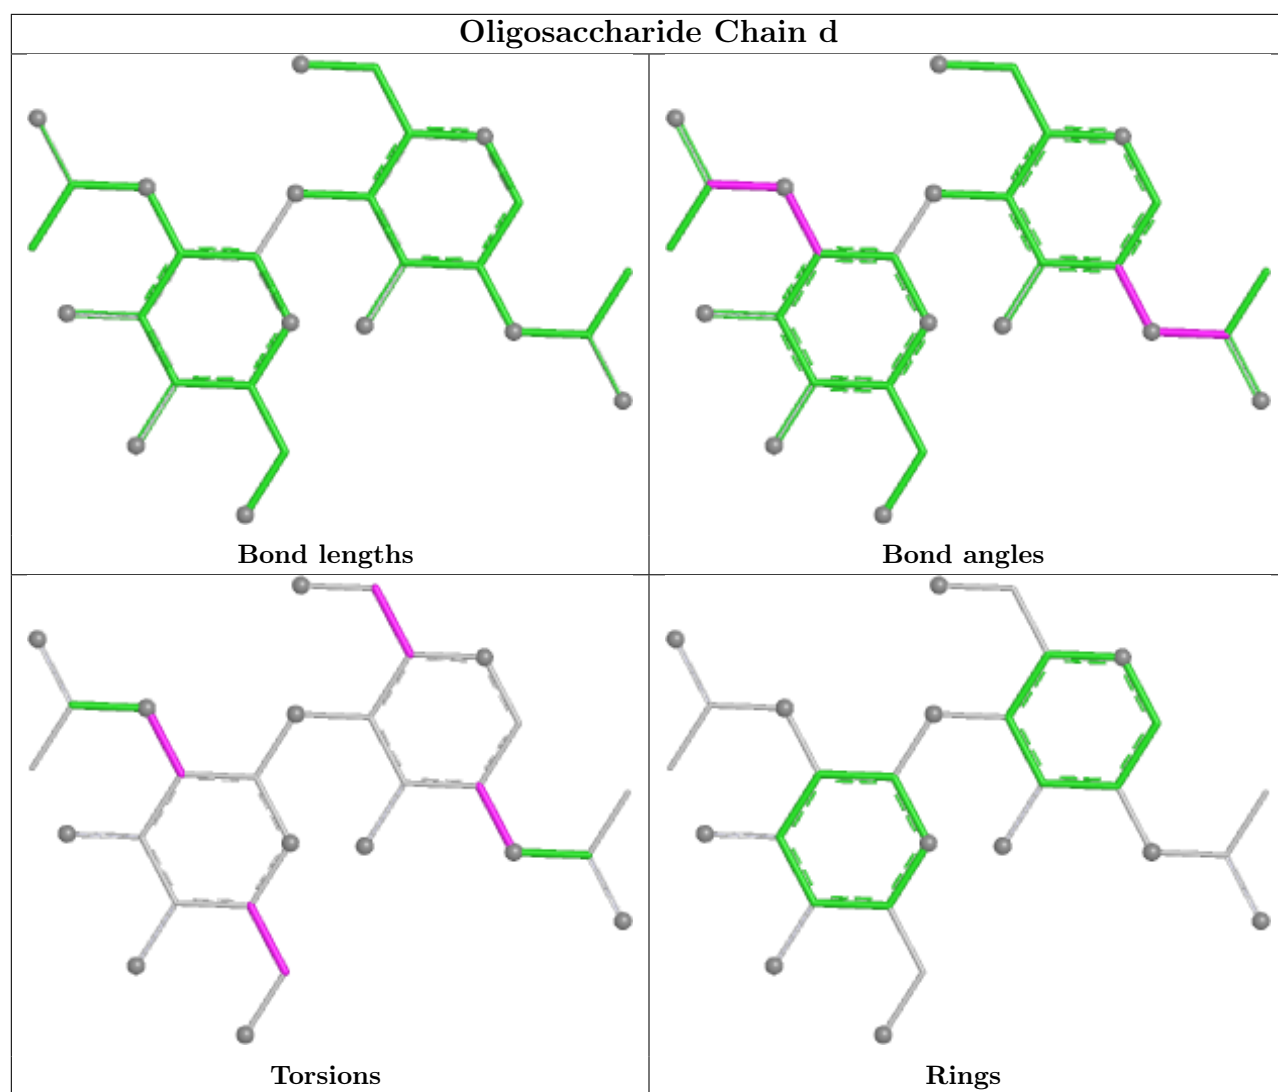 Oligosaccharide Chain d
Bond lengths
Bond angles
Torsions
Rings